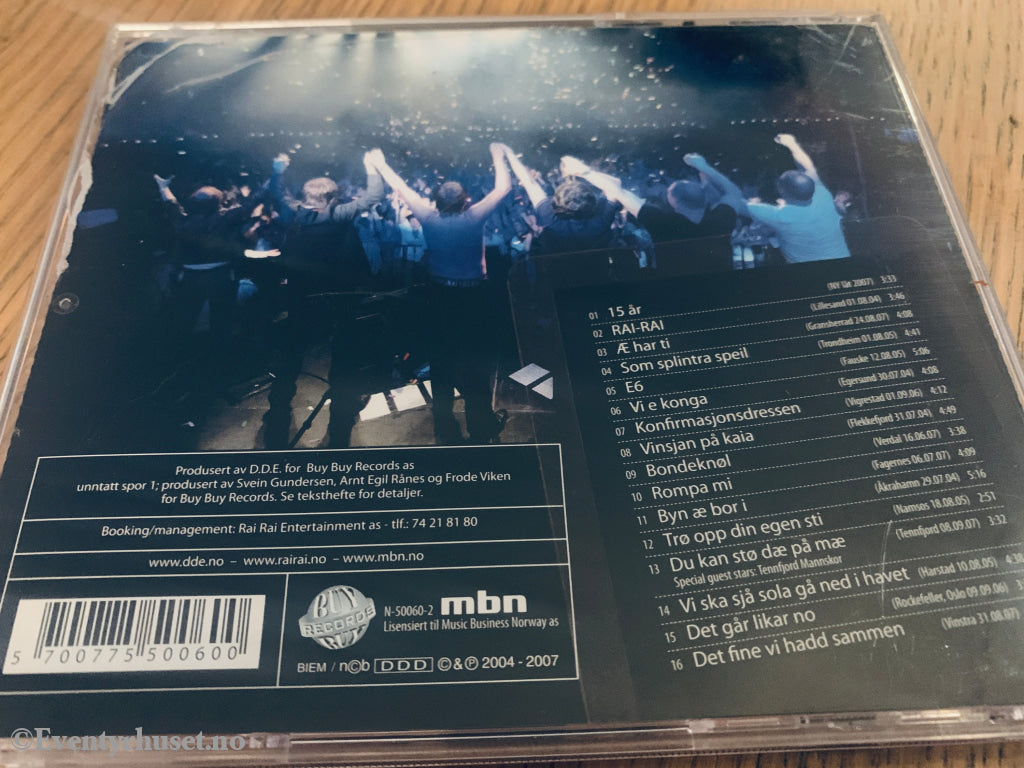 01 15 år (NY låt 2007) 3:33
02 RAI-RAI (Lillesand 01.08.04) 3:46
03 Æ har ti (Gransherrad 24.08.07) 4:08
04 Som splintra speil (Trondheim 01.08.05) 4:41
05 E6 (Fauske 12.08.05) 5:06
06 Vi e konga (Egersund 30.07.04) 4:08
07 Konfirmasjonsdressen (Vigrestad 01.09.06) 4:12
08 Vinsjan på kaia (Flekkefjord 31.07.04) 4:49
09 Bondeknøl (Verdal 16.06.07) 3:38
10 Rompa mi (Fagernes 06.07.07) 4:09
11 Byn æ bor i (Åkrahamn 29.07.04) 5:16
12 Trø opp din egen sti (Namsos 18.08.05) 2:51
13 Du kan stø dæ på mæ (Tennfjord 08.09.07) 3:32
Special guest stars: Tennfjord Mannskor
14 Vi ska sjå sola gå ned i havet (Harstad 10.08.05) 4:38
15 Det går likar no (Rockefeller, Oslo 09.09.06)
16 Det fine vi hadd sammen (Vinstra 31.08.07)
Produsert av D.D.E. for Buy Buy Records as
unntatt spor 1; produsert av Svein Gundersen, Arnt Egil Rånes og Frode Viken
for Buy Buy Records. Se teksthefte for detaljer.
Booking/management: Rai Rai Entertainment as - tlf.: 74 21 81 80
www.dde.no – www.rairai.no – www.mbn.no
5 700775 500600
BUY
RECORDS
BUY
N-50060-2 mbn
Lisensiert til Music Business Norway as
BIEM / n©b DDD ©&℗ 2004 - 2007
©Eventyrhuset.no